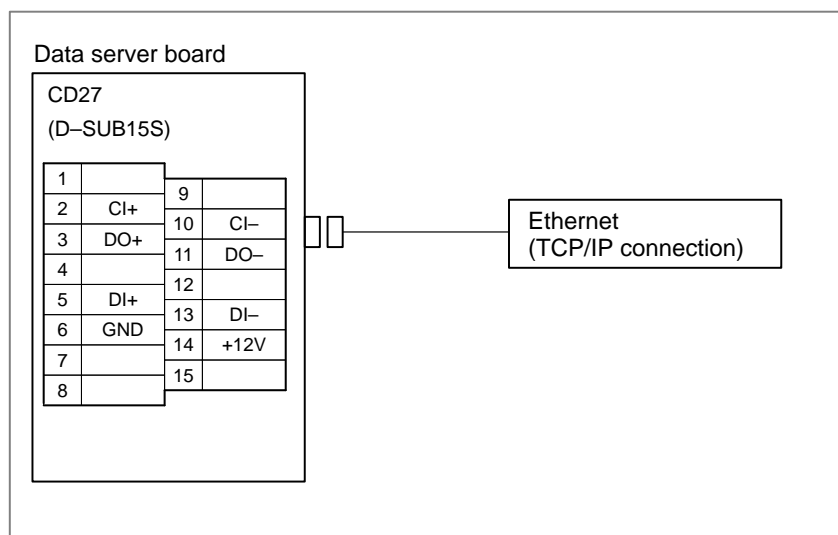 Data server board
CD27
(D–SUB15S)
1
2 CI+
3 DO+
4
5 DI+
6 GND
7
8
9
10 CI–
11 DO–
12
13 DI–
14 +12V
15
Ethernet
(TCP/IP connection)